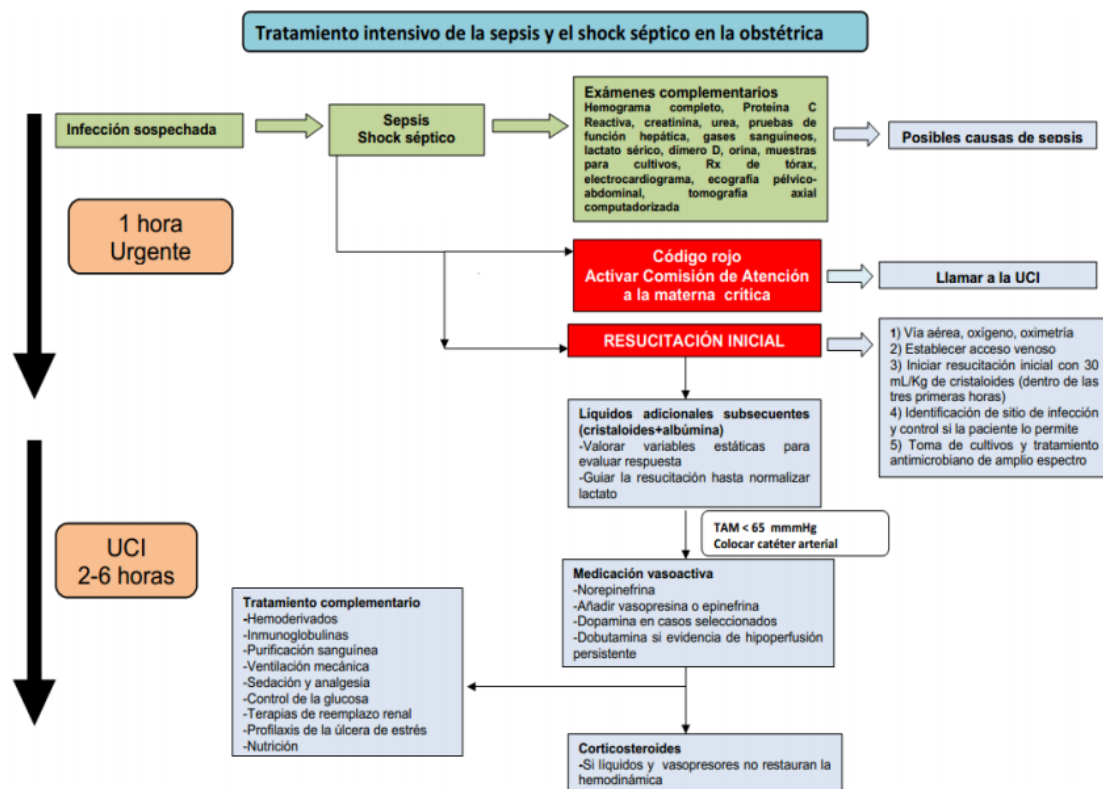 Tratamiento intensivo de la sepsis y el shock séptico en la obstétrica
Infección sospechada
Sepsis
Shock séptico
Exámenes complementarios
Hemograma completo, Proteína C
Reactiva, creatinina, urea, pruebas de
función hepática, gases sanguíneos,
lactato sérico, dímero D, orina, muestras
para cultivos, Rx de tórax,
electrocardiograma, ecografía pélvico-
abdominal, tomografía axial
computadorizada
Posibles causas de sepsis
1 hora
Urgente
Código rojo
Activar Comisión de Atención
a la materna crítica
Llamar a la UCI
RESUCITACIÓN INICIAL
1) Vía aérea, oxígeno, oximetría
2) Establecer acceso venoso
3) Iniciar resucitación inicial con 30
mL/Kg de cristaloides (dentro de las
tres primeras horas)
4) Identificación de sitio de infección
y control si la paciente lo permite
5) Toma de cultivos y tratamiento
antimicrobiano de amplio espectro
Líquidos adicionales subsecuentes
(cristaloides+albúmina)
-Valorar variables estáticas para
evaluar respuesta
-Guiar la resucitación hasta normalizar
lactato
TAM < 65 mmmHg
Colocar catéter arterial
UCI
2-6 horas
Medicación vasoactiva
-Norepinefrina
-Añadir vasopresina o epinefrina
-Dopamina en casos seleccionados
-Dobutamina si evidencia de hipoperfusión
persistente
Tratamiento complementario
-Hemoderivados
-Inmunoglobulinas
-Purificación sanguínea
-Ventilación mecánica
-Sedación y analgesia
-Control de la glucosa
-Terapias de reemplazo renal
-Profilaxis de la úlcera de estrés
-Nutrición
Corticosteroides
-Si líquidos y vasopresores no restauran la
hemodinámica